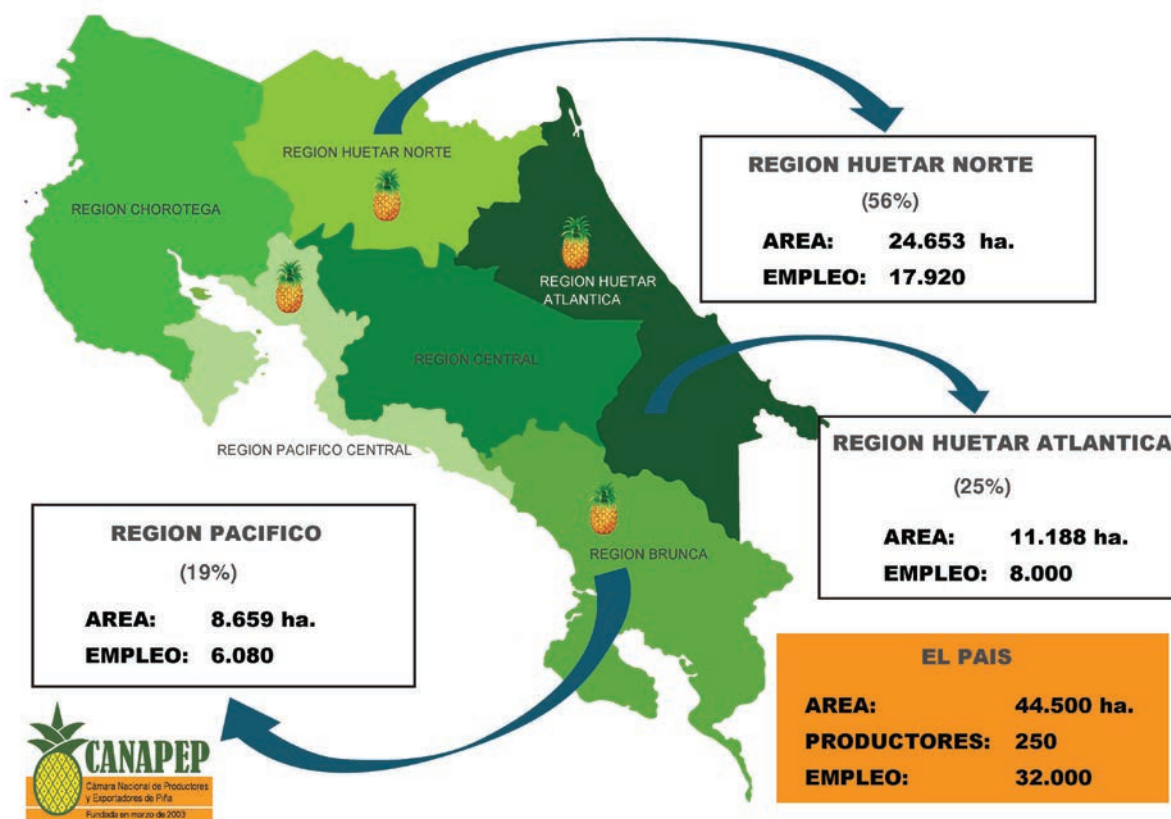 REGION HUETAR NORTE
REGION CHOROTEGA
REGION HUETAR
ATLANTICA
REGION CENTRAL
REGION PACIFICO CENTRAL
REGION BRUNCA
REGION HUETAR NORTE
(56%)
AREA: 24.653 ha.
EMPLEO: 17.920
REGION HUETAR ATLANTICA
(25%)
AREA: 11.188 ha.
EMPLEO: 8.000
REGION PACIFICO
(19%)
AREA: 8.659 ha.
EMPLEO: 6.080
EL PAIS
AREA: 44.500 ha.
PRODUCTORES: 250
EMPLEO: 32.000
CANAPEP
Cámara Nacional de Productores
y Exportadores de Piña
Fundada en marzo de 2003